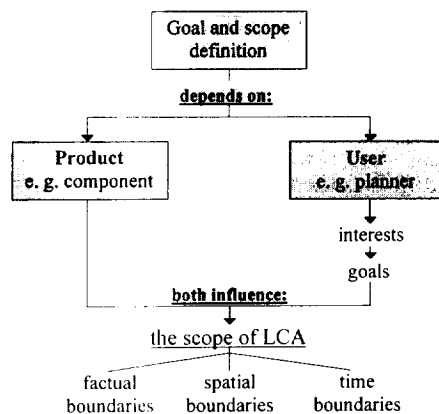 Goal and scope
definition
depends on:
Product
e. g. component
User
e. g. planner
interests
goals
both influence:
the scope of LCA
factual
boundaries
spatial
boundaries
time
boundaries